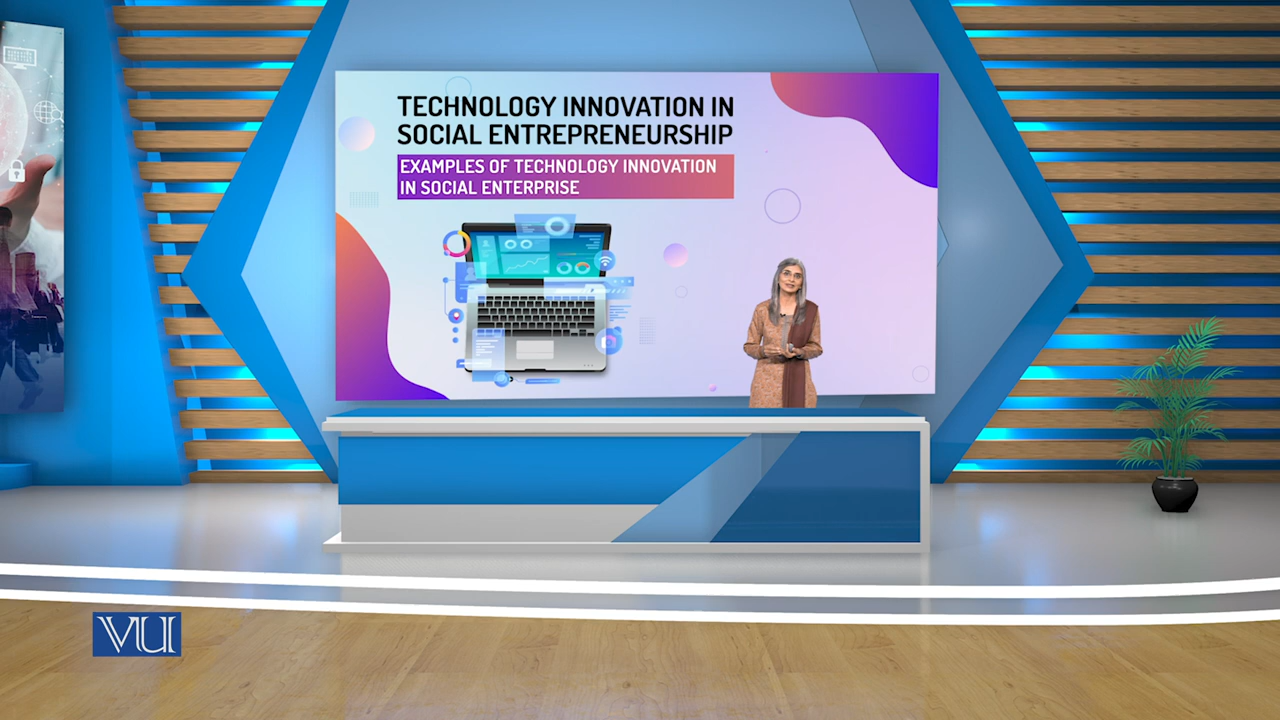 TECHNOLOGY INNOVATION IN
SOCIAL ENTREPRENEURSHIP
EXAMPLES OF TECHNOLOGY INNOVATION
IN SOCIAL ENTERPRISE
VU